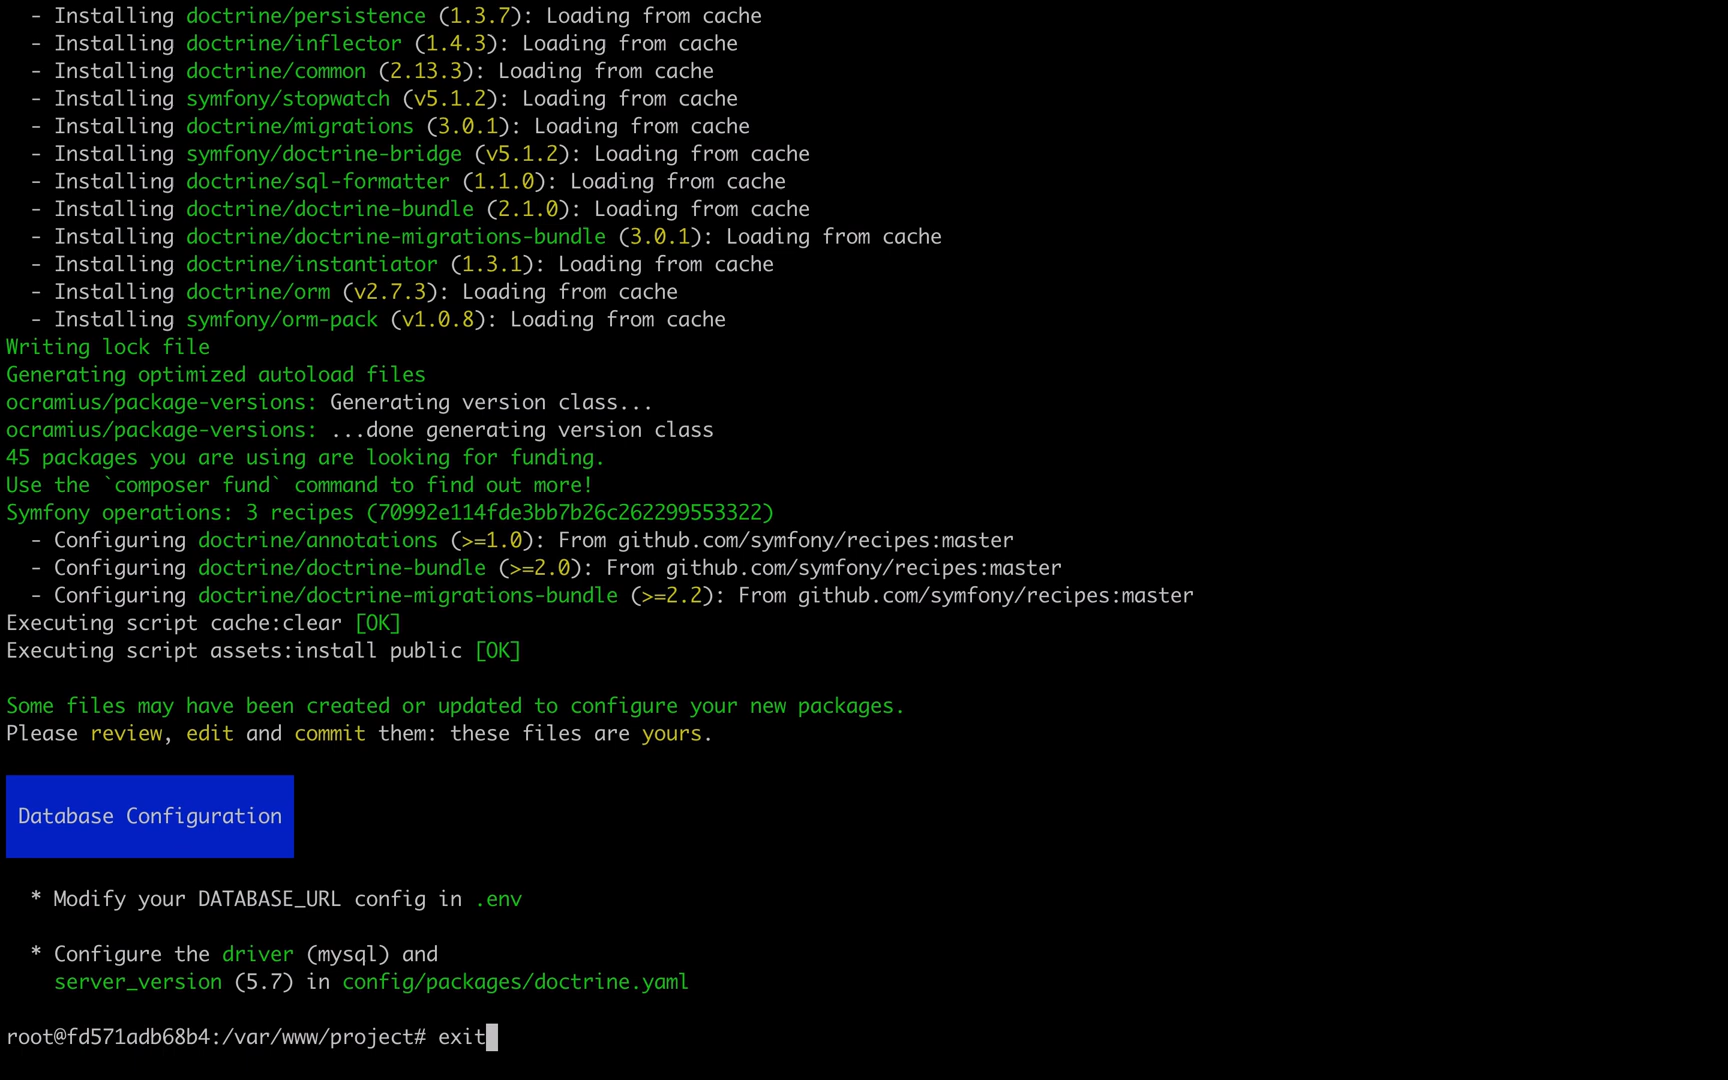 - Installing doctrine/persistence (1.3.7): Loading from cache
- Installing doctrine/inflector (1.4.3): Loading from cache
- Installing doctrine/common (2.13.3): Loading from cache
- Installing symfony/stopwatch (v5.1.2): Loading from cache
- Installing doctrine/migrations (3.0.1): Loading from cache
- Installing symfony/doctrine-bridge (v5.1.2): Loading from cache
- Installing doctrine/sql-formatter (1.1.0): Loading from cache
- Installing doctrine/doctrine-bundle (2.1.0): Loading from cache
- Installing doctrine/doctrine-migrations-bundle (3.0.1): Loading from cache
- Installing doctrine/instantiator (1.3.1): Loading from cache
- Installing doctrine/orm (v2.7.3): Loading from cache
- Installing symfony/orm-pack (v1.0.8): Loading from cache
Writing lock file
Generating optimized autoload files
ocramius/package-versions: Generating version class...
ocramius/package-versions: ...done generating version class
45 packages you are using are looking for funding.
Use the `composer fund` command to find out more!
Symfony operations: 3 recipes (70992e114fde3bb7b26c262299553322)
- Configuring doctrine/annotations (>=1.0): From github.com/symfony/recipes:master
- Configuring doctrine/doctrine-bundle (>=2.0): From github.com/symfony/recipes:master
- Configuring doctrine/doctrine-migrations-bundle (>=2.2): From github.com/symfony/recipes:master
Executing script cache:clear [OK]
Executing script assets:install public [OK]
Some files may have been created or updated to configure your new packages.
Please review, edit and commit them: these files are yours.
Database Configuration
* Modify your DATABASE_URL config in .env
* Configure the driver (mysql) and
server_version (5.7) in config/packages/doctrine.yaml
root@fd571adb68b4:/var/www/project# exit